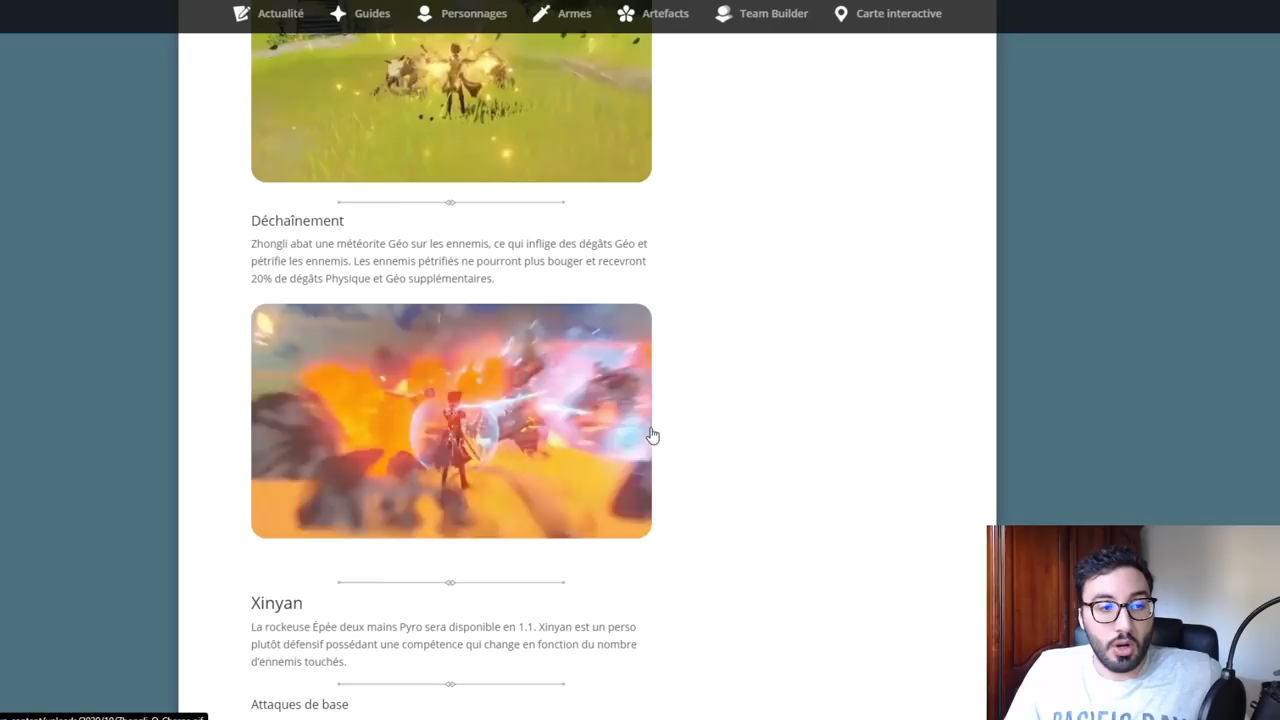 Actualité Guides Personnages Armes Artefacts Team Builder Carte interactive
Déchaînement
Zhongli abat une météorite Géo sur les ennemis, ce qui inflige des dégâts Géo et
pétrifie les ennemis. Les ennemis pétrifiés ne pourront plus bouger et recevront
20% de dégâts Physique et Géo supplémentaires.
Xinyan
La rockeuse Épée deux mains Pyro sera disponible en 1.1. Xinyan est un perso
plutôt défensif possédant une compétence qui change en fonction du nombre
d'ennemis touchés.
Attaques de base